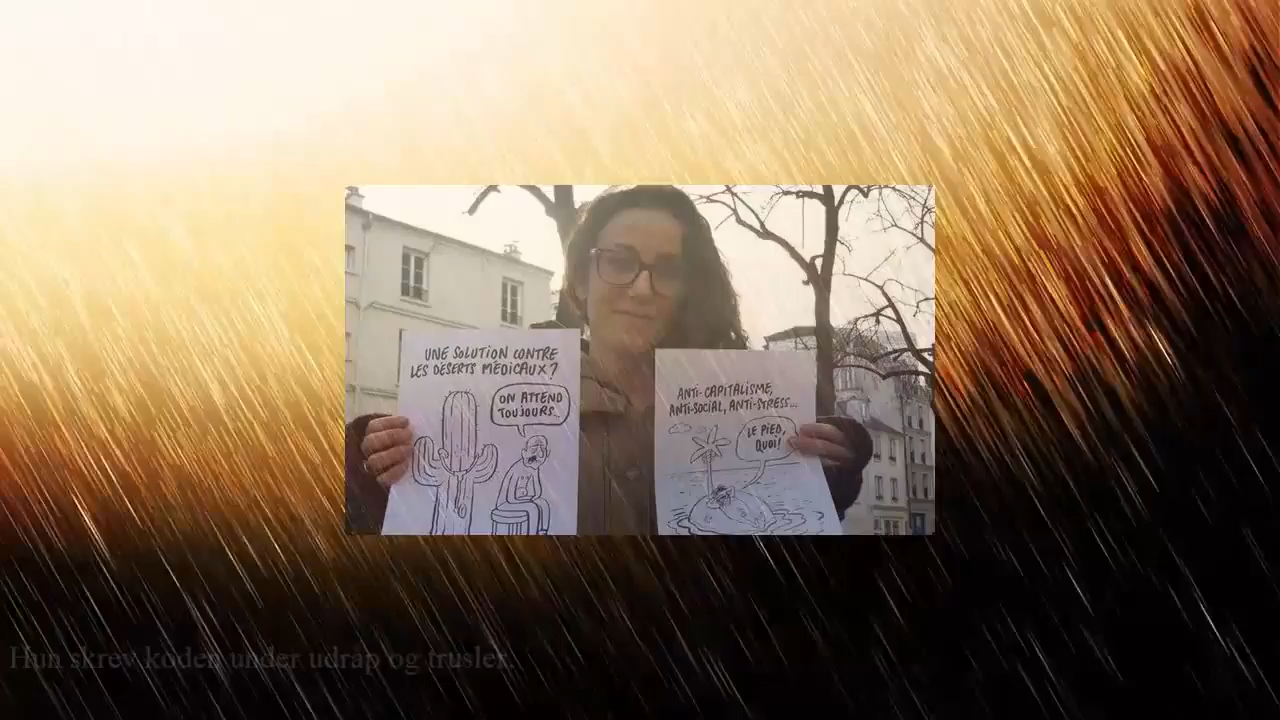 UNE SOLUTION CONTRE
LES DÉSERTS MÉDICAUX?
ON ATTEND
TOUJOURS...
ANTI-CAPITALISME,
ANTI-SOCIAL, ANTI-STRESS...
LE PIED,
QUOI!
Hun skrev koden under udrap og trusler.